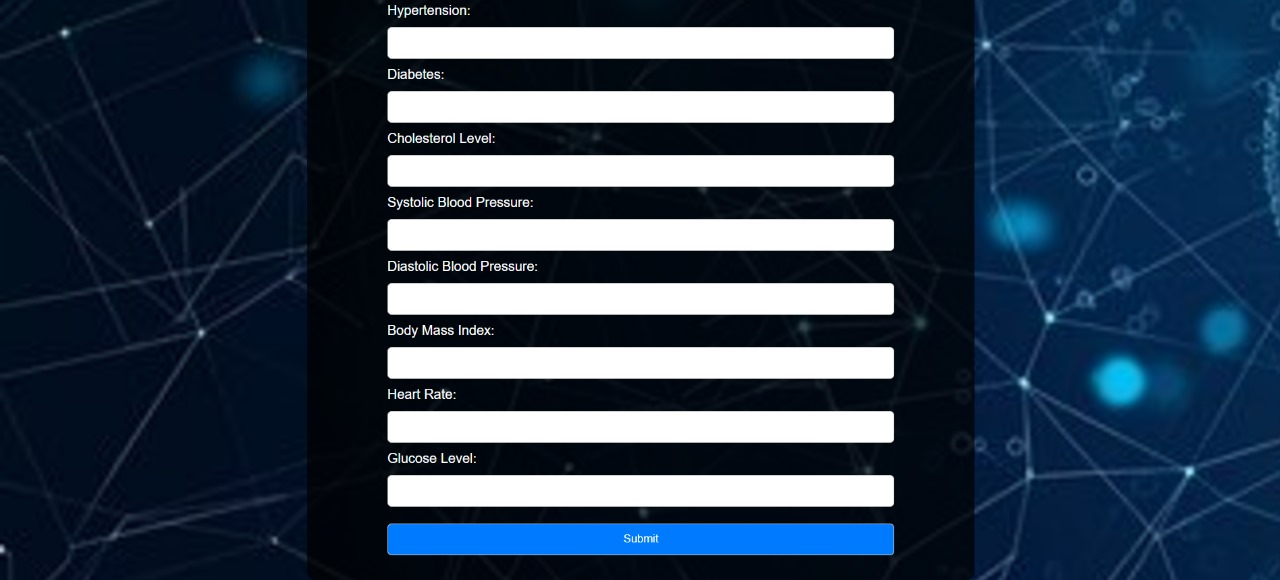 Hypertension:
Diabetes:
Cholesterol Level:
Systolic Blood Pressure:
Diastolic Blood Pressure:
Body Mass Index:
Heart Rate:
Glucose Level:
Submit